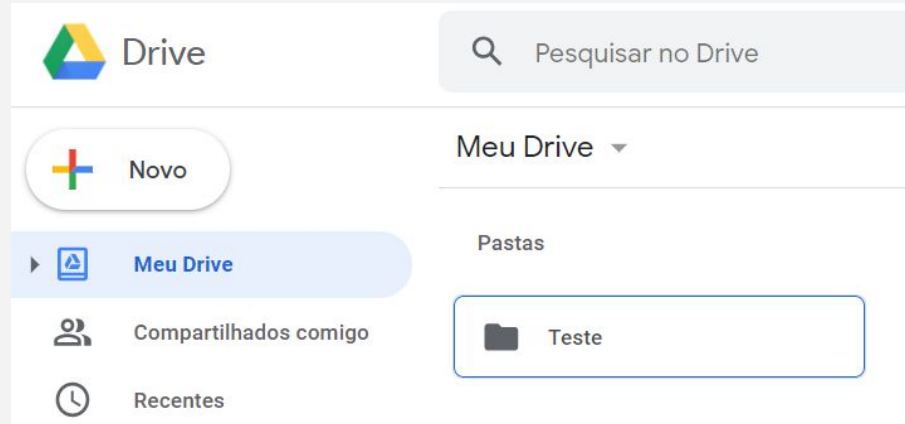 Drive
Pesquisar no Drive
Novo
Meu Drive
Compartilhados comigo
Recentes
Meu Drive
Pastas
Teste